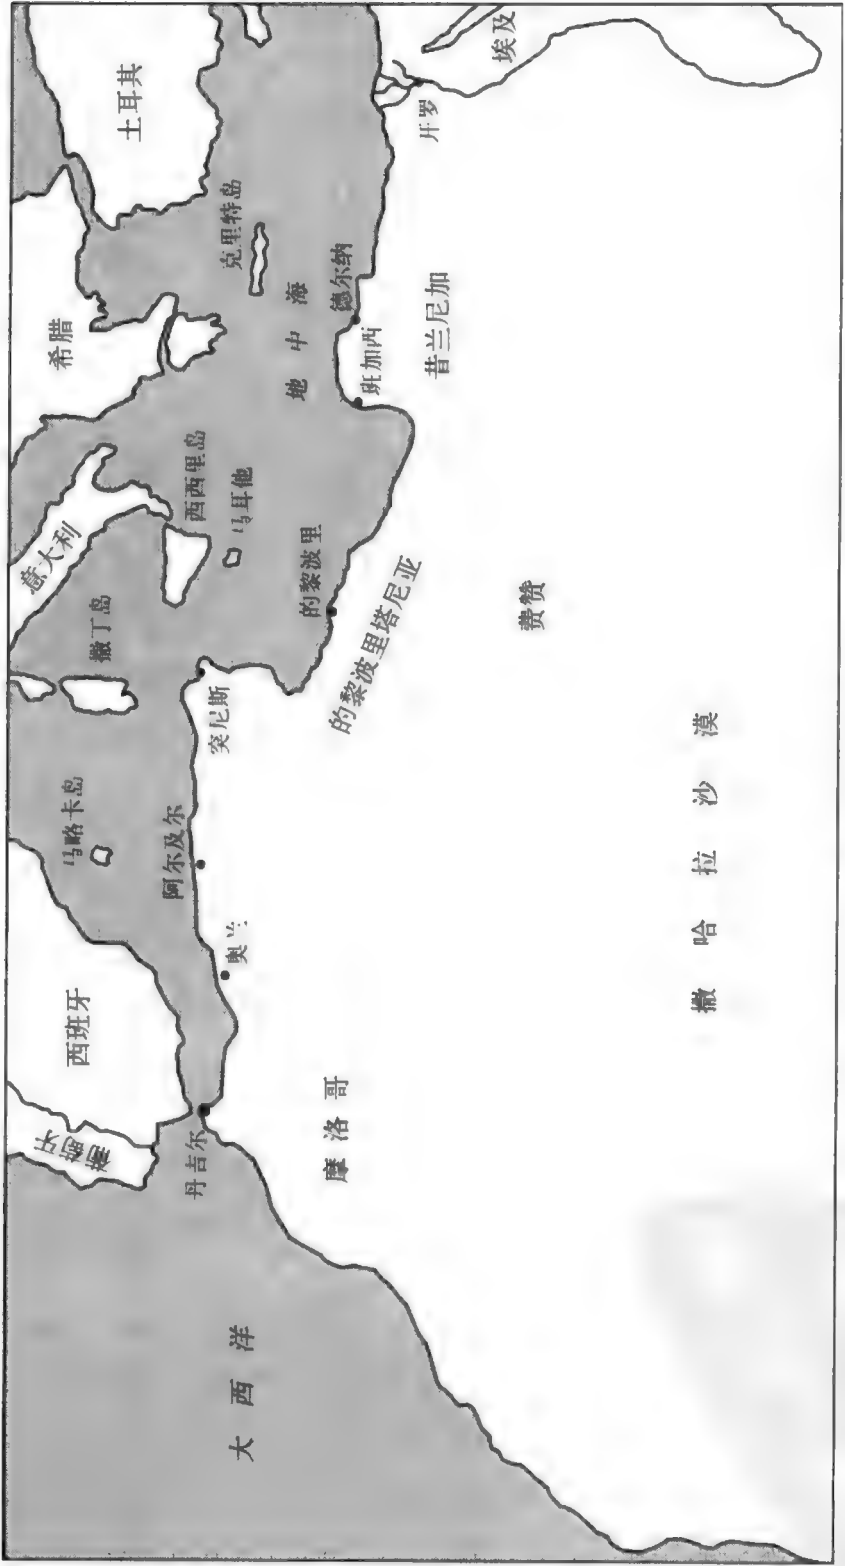 土耳其
希腊
意大利
撒丁岛
马略卡岛
西班牙
葡萄牙
克里特岛
西西里岛
马耳他
地中海
德尔纳
班加西
的黎波里
突尼斯
阿尔及尔
奥兰
丹吉尔
大西洋
摩洛哥
的黎波里塔尼亚
昔兰尼加
费赞
开罗
埃及
撒哈拉沙漠